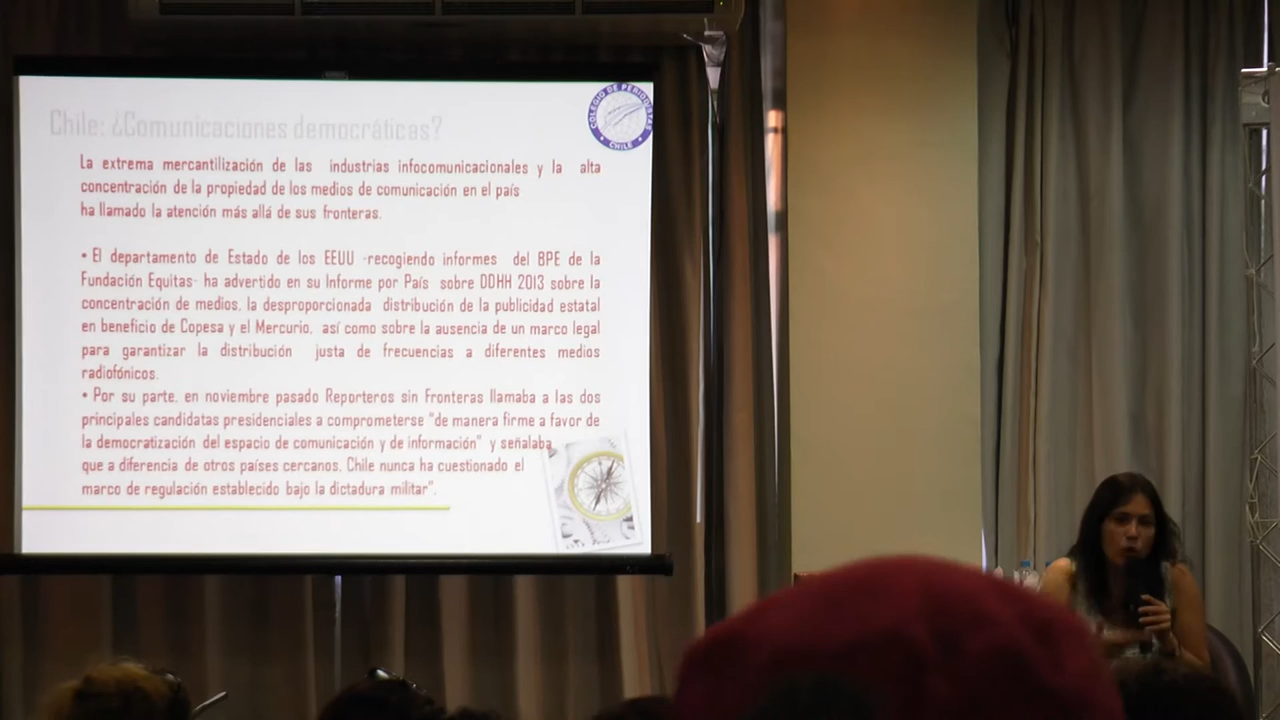 Chile: ¿Comunicaciones democráticas?
COLEGIO DE PERIODISTAS
CHILE
La extrema mercantilización de las industrias infocomunicacionales y la alta
concentración de la propiedad de los medios de comunicación en el país
ha llamado la atención más allá de sus fronteras.
• El departamento de Estado de los EEUU -recogiendo informes del BPE de la
Fundación Equitas- ha advertido en su Informe por País sobre DDHH 2013 sobre la
concentración de medios, la desproporcionada distribución de la publicidad estatal
en beneficio de Copesa y el Mercurio, así como sobre la ausencia de un marco legal
para garantizar la distribución justa de frecuencias a diferentes medios
radiofónicos.
• Por su parte, en noviembre pasado Reporteros sin Fronteras llamaba a las dos
principales candidatas presidenciales a comprometerse "de manera firme a favor de
la democratización del espacio de comunicación y de información" y señalaba
que a diferencia de otros países cercanos, Chile nunca ha cuestionado el
marco de regulación establecido bajo la dictadura militar".